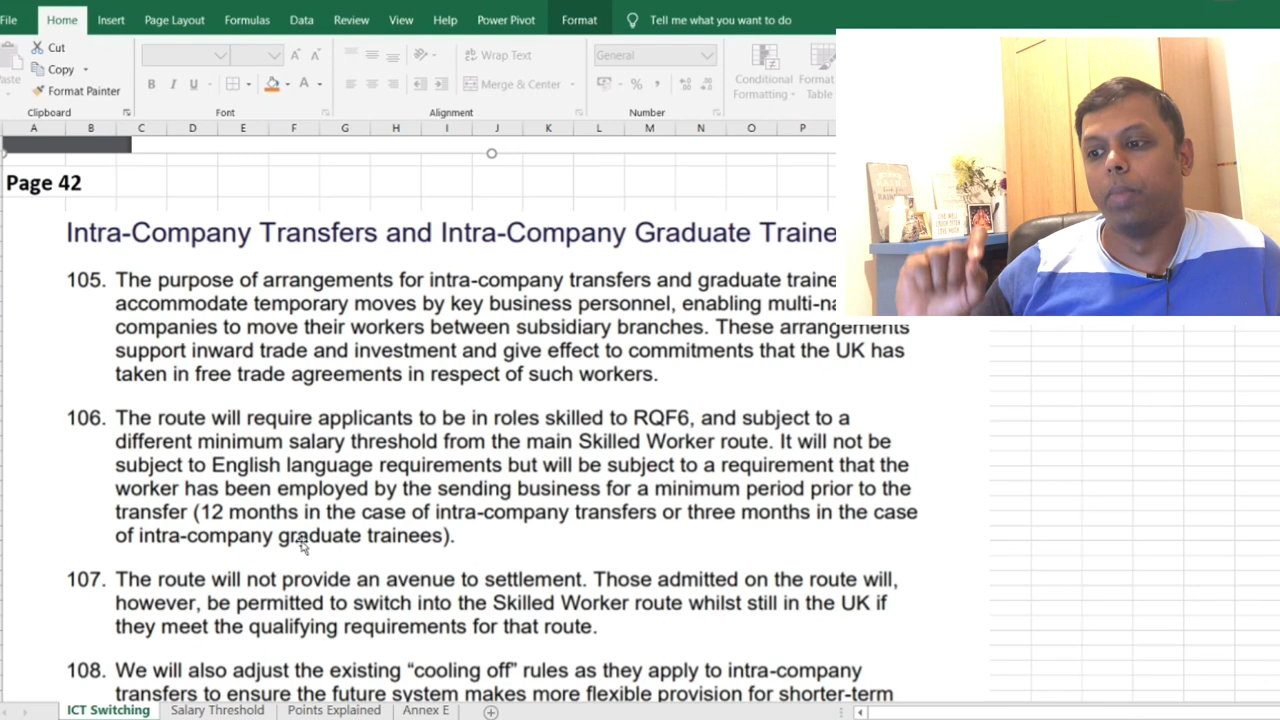 File Home Insert Page Layout Formulas Data Review View Help Power Pivot Format Tell me what you want to do
Cut
Copy
Format Painter
Paste
B I U
Wrap Text
Merge & Center
General
%
Conditional
Formatting
Format
Table
Clipboard Font Alignment Number
A B C D E F G H I J K L M N O P
Page 42
Intra-Company Transfers and Intra-Company Graduate Traine
105. The purpose of arrangements for intra-company transfers and graduate traine
accommodate temporary moves by key business personnel, enabling multi-na
companies to move their workers between subsidiary branches. These arrangements
support inward trade and investment and give effect to commitments that the UK has
taken in free trade agreements in respect of such workers.
106. The route will require applicants to be in roles skilled to RQF6, and subject to a
different minimum salary threshold from the main Skilled Worker route. It will not be
subject to English language requirements but will be subject to a requirement that the
worker has been employed by the sending business for a minimum period prior to the
transfer (12 months in the case of intra-company transfers or three months in the case
of intra-company graduate trainees).
107. The route will not provide an avenue to settlement. Those admitted on the route will,
however, be permitted to switch into the Skilled Worker route whilst still in the UK if
they meet the qualifying requirements for that route.
108. We will also adjust the existing “cooling off” rules as they apply to intra-company
transfers to ensure the future system makes more flexible provision for shorter-term
ICT Switching Salary Threshold Points Explained Annex E